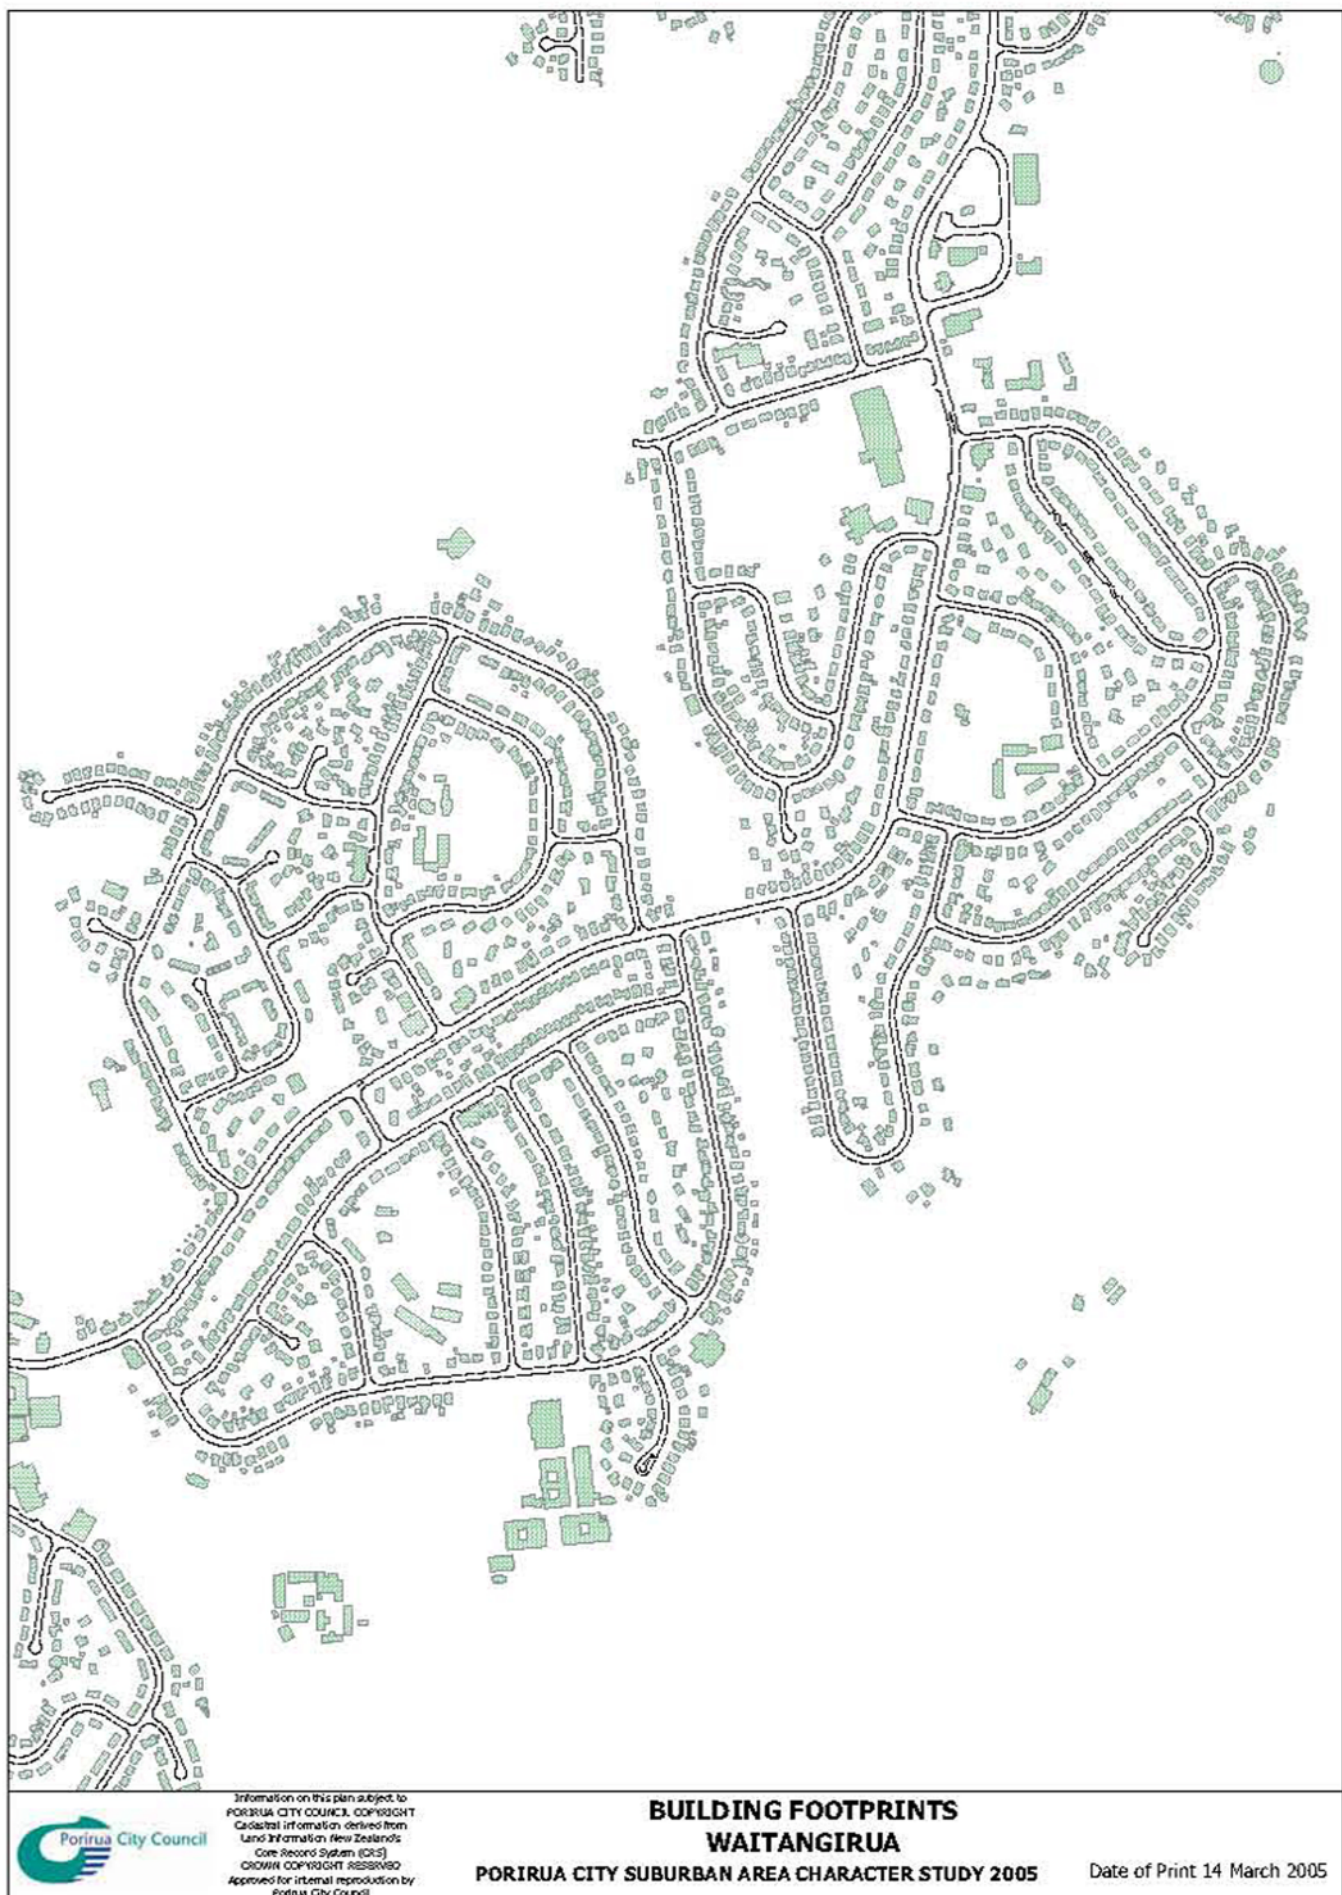 Porirua City Council
Information on this plan subject to
PORIRUA CITY COUNCIL COPYRIGHT
Cadastral information derived from
Land Information New Zealand's
Core Record System (CRS)
CROWN COPYRIGHT RESERVED
Approved for internal reproduction by
Porirua City Council
BUILDING FOOTPRINTS
WAITANGIRUA
PORIRUA CITY SUBURBAN AREA CHARACTER STUDY 2005
Date of Print 14 March 2005